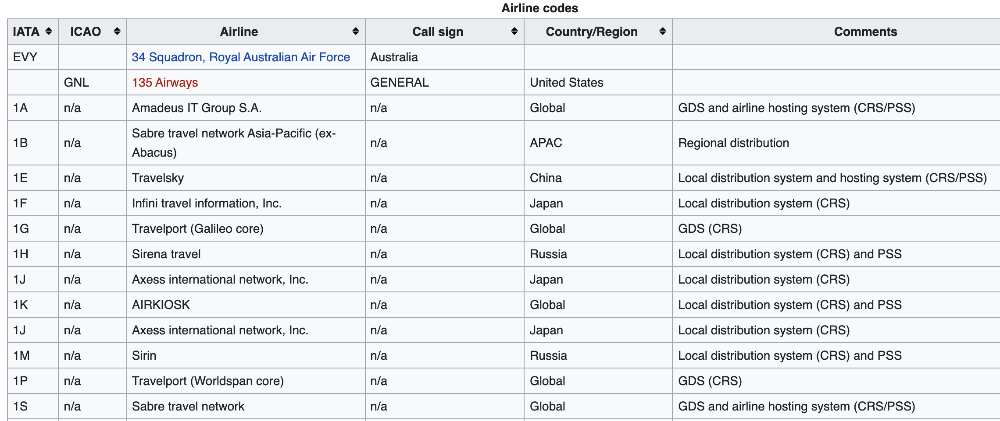 Airline codes
IATA ICAO Airline Call sign Country/Region Comments
EVY 34 Squadron, Royal Australian Air Force Australia
GNL 135 Airways GENERAL United States
1A n/a Amadeus IT Group S.A. n/a Global GDS and airline hosting system (CRS/PSS)
1B n/a Sabre travel network Asia-Pacific (ex-
Abacus) n/a APAC Regional distribution
1E n/a Travelsky n/a China Local distribution system and hosting system (CRS/PSS)
1F n/a Infini travel information, Inc. n/a Japan Local distribution system (CRS)
1G n/a Travelport (Galileo core) n/a Global GDS (CRS)
1H n/a Sirena travel n/a Russia Local distribution system (CRS) and PSS
1J n/a Axess international network, Inc. n/a Japan Local distribution system (CRS)
1K n/a AIRKIOSK n/a Global Local distribution system (CRS) and PSS
1J n/a Axess international network, Inc. n/a Japan Local distribution system (CRS)
1M n/a Sirin n/a Russia Local distribution system (CRS) and PSS
1P n/a Travelport (Worldspan core) n/a Global GDS (CRS)
1S n/a Sabre travel network n/a Global GDS and airline hosting system (CRS/PSS)